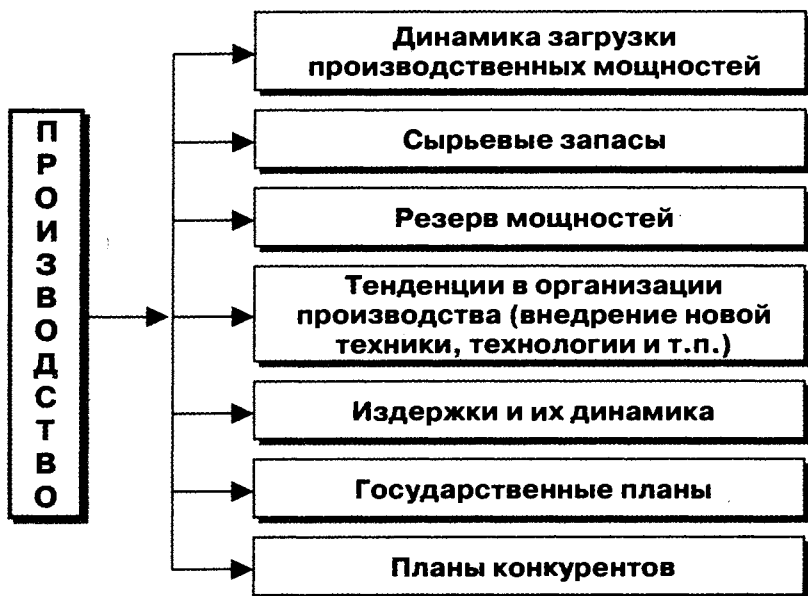 ПРОИЗВОДСТВО
Динамика загрузки
производственных мощностей
Сырьевые запасы
Резерв мощностей
Тенденции в организации
производства (внедрение новой
техники, технологии и т.п.)
Издержки и их динамика
Государственные планы
Планы конкурентов